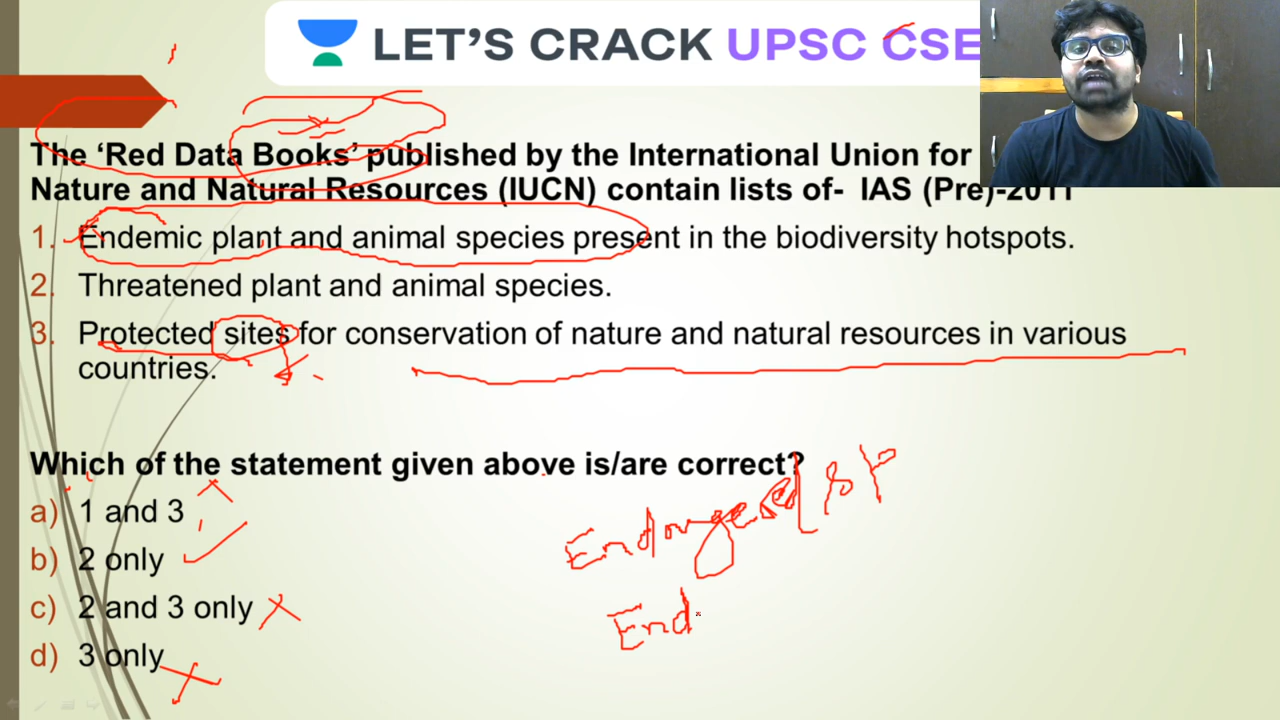 LET'S CRACK UPSC CSE
The ‘Red Data Books’ published by the International Union for
Nature and Natural Resources (IUCN) contain lists of- IAS (Pre)-2011
1. Endemic plant and animal species present in the biodiversity hotspots.
2. Threatened plant and animal species.
3. Protected sites for conservation of nature and natural resources in various
countries.
Which of the statement given above is/are correct?
a) 1 and 3
b) 2 only
c) 2 and 3 only
d) 3 only
Endangered
End